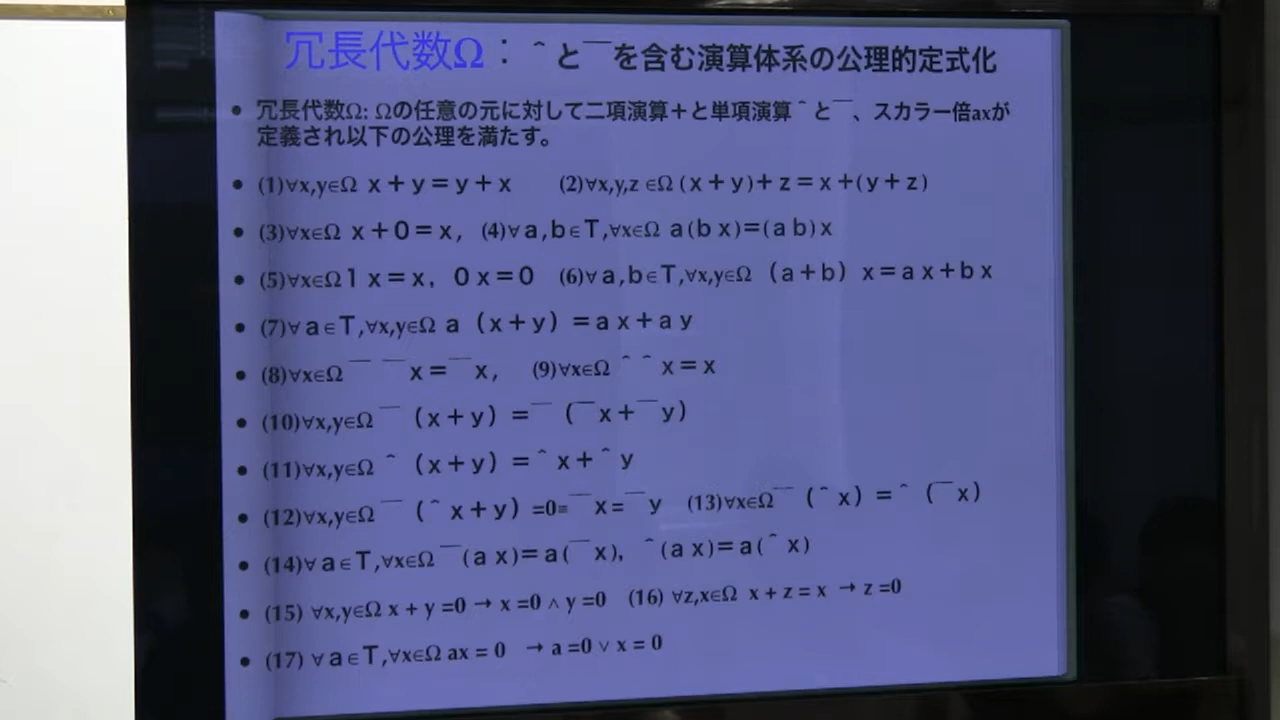 冗長代数Ω：＾と￣を含む演算体系の公理的定式化
• 冗長代数Ω: Ωの任意の元に対して二項演算＋と単項演算＾と￣、スカラー倍axが
定義され以下の公理を満たす。
• (1)∀x,y∈Ω x＋y＝y＋x (2)∀x,y,z ∈Ω (x＋y)＋z＝x＋(y＋z)
• (3)∀x∈Ω x＋0＝x, (4)∀a,b∈T,∀x∈Ω a(b x)=(a b)x
• (5)∀x∈Ω 1 x＝x, 0 x＝0 (6)∀a,b∈T,∀x,y∈Ω (a＋b) x＝a x＋b x
• (7)∀a∈T,∀x,y∈Ω a (x＋y) ＝a x＋a y
• (8)∀x∈Ω ￣ ￣ x＝￣x, (9)∀x∈Ω ＾ ＾ x＝x
• (10)∀x,y∈Ω ￣ (x＋y) ＝￣ (￣x＋￣y)
• (11)∀x,y∈Ω ＾ (x＋y) ＝＾x＋＾y
• (12)∀x,y∈Ω ￣ (＾x＋y) =0≡￣x=￣y (13)∀x∈Ω￣ (＾x) ＝＾ (￣x)
• (14)∀a∈T,∀x∈Ω ￣(a x)＝a(￣x), ＾(a x)＝a(＾x)
• (15) ∀x,y∈Ω x + y =0 → x =0 ∧ y =0 (16) ∀z,x∈Ω x + z = x → z =0
• (17) ∀a∈T,∀x∈Ω ax = 0 → a =0 ∨ x = 0